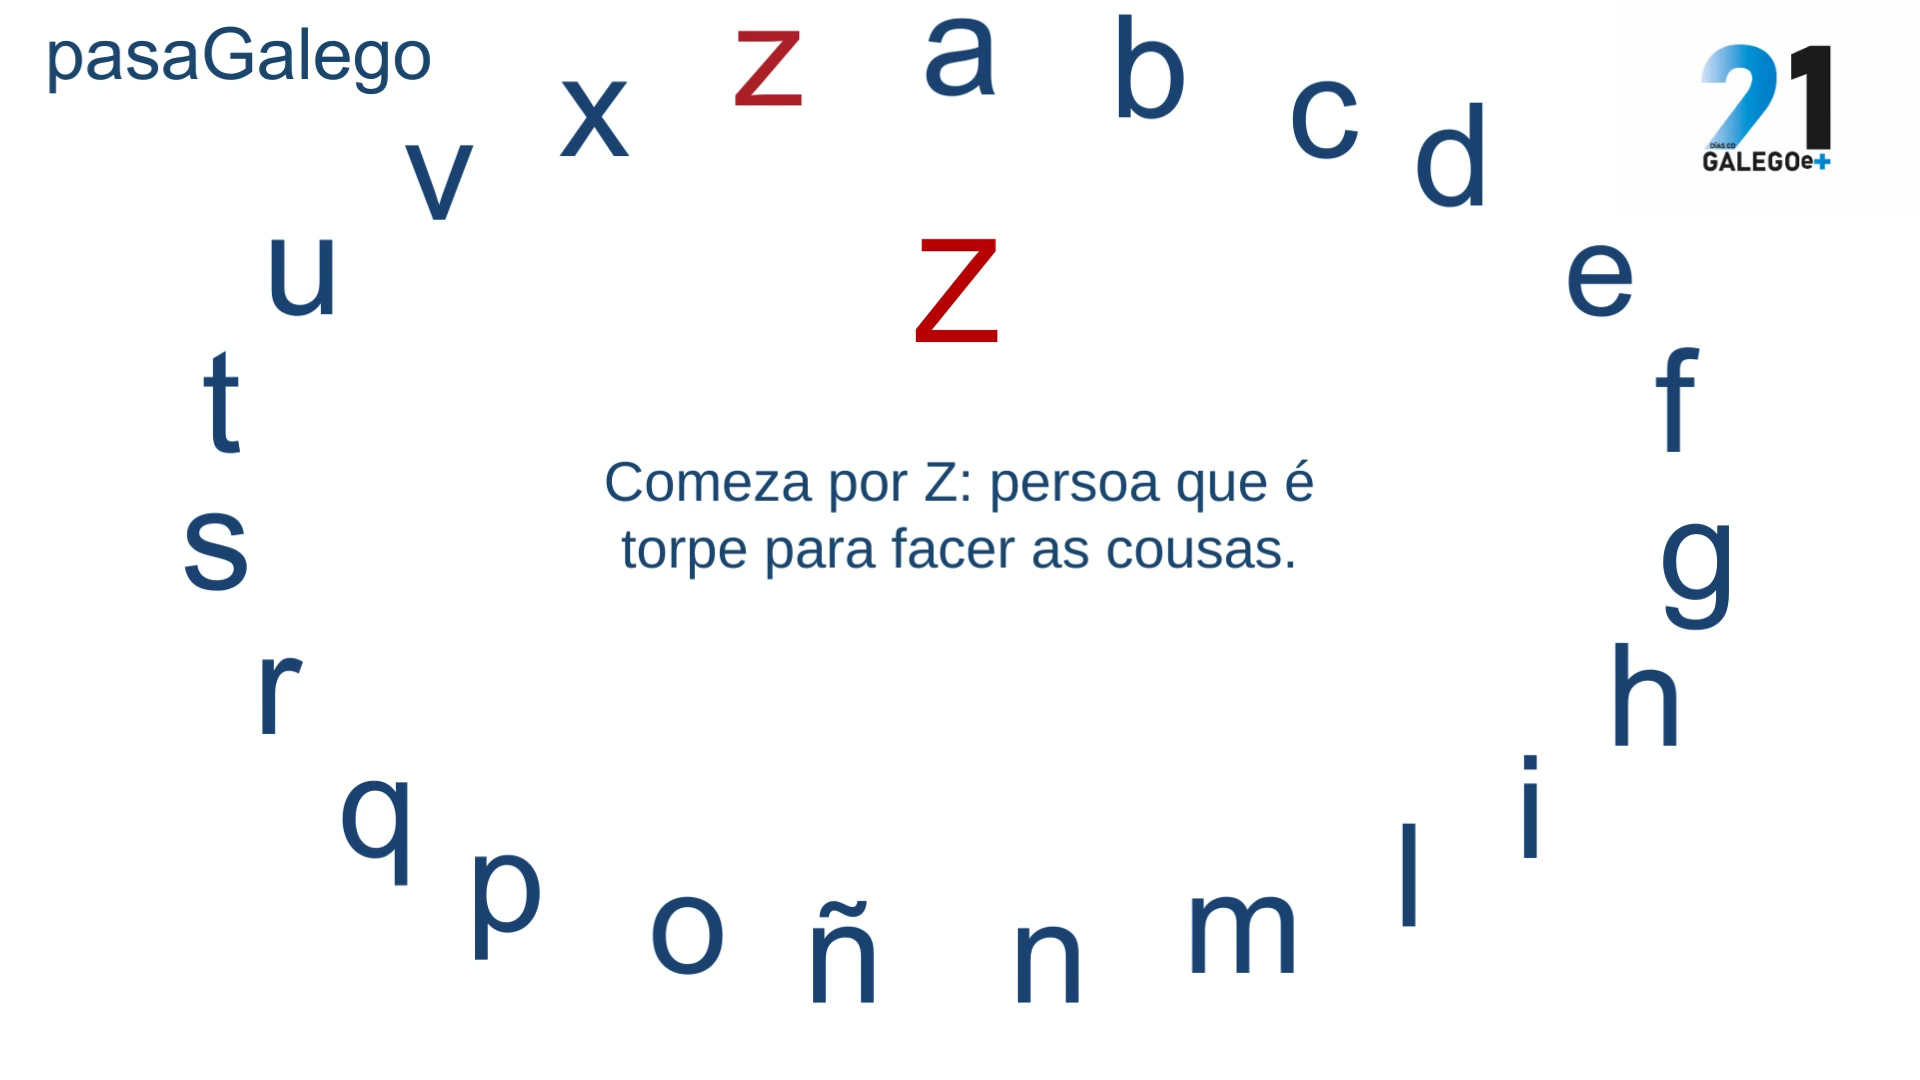 pasaGalego
z
a
b
c
d
e
f
g
h
i
l
m
n
ñ
o
p
q
r
s
t
u
v
x
21
DÍAS CO
GALEGOe+
Z
Comeza por Z: persoa que é
torpe para facer as cousas.